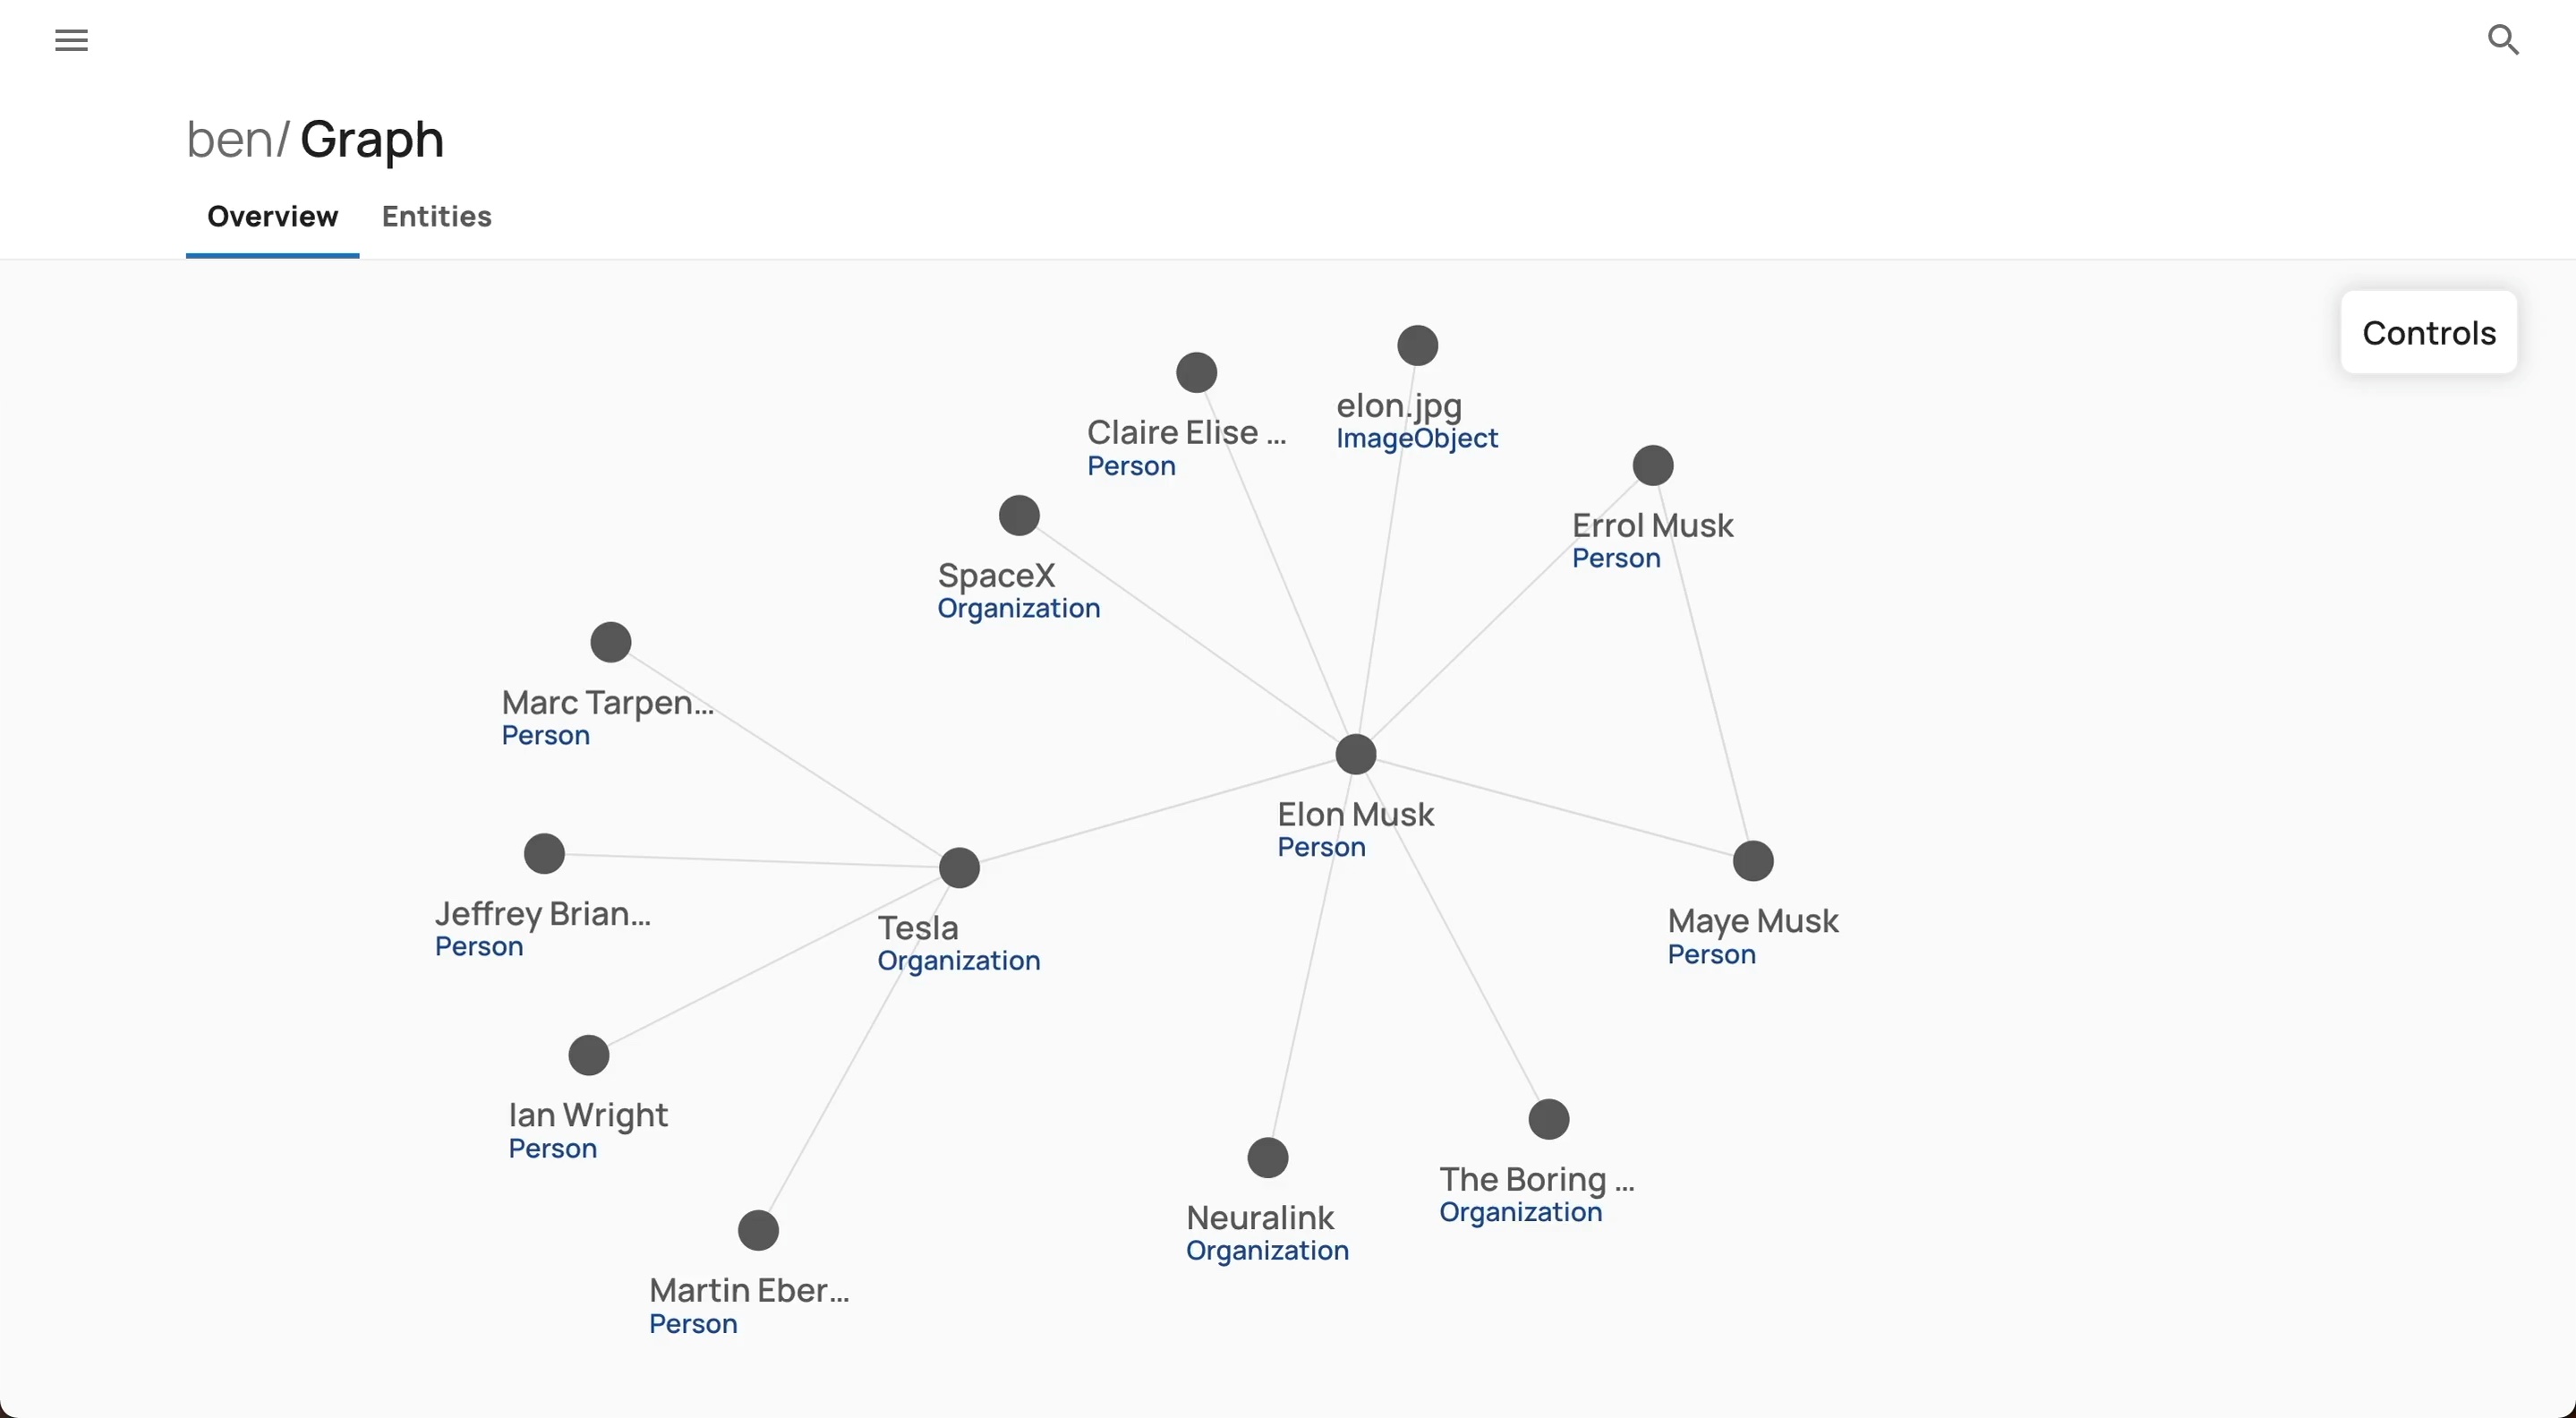 ben/ Graph
Overview Entities
Controls
elon.jpg
ImageObject
Claire Elise ...
Person
Errol Musk
Person
SpaceX
Organization
Marc Tarpen...
Person
Elon Musk
Person
Jeffrey Brian...
Person
Tesla
Organization
Maye Musk
Person
Ian Wright
Person
The Boring ...
Organization
Neuralink
Organization
Martin Eber...
Person